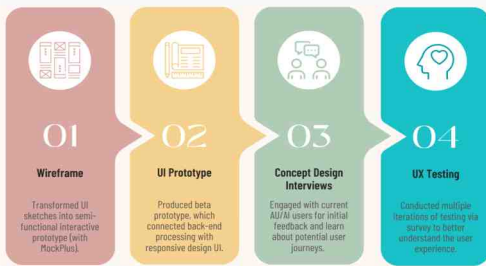 01
Wireframe
Transformed UI
sketches into semi-
functional interactive
prototype (with
MockPlus).
02
UI Prototype
Produced beta
prototype, which
connected back-end
processing with
responsive design UI.
03
Concept Design
Interviews
Engaged with current
AU/AI users for initial
feedback and learn
about potential user
journeys.
04
UX Testing
Conducted multiple
iterations of testing via
survey to better
understand the user
experience.